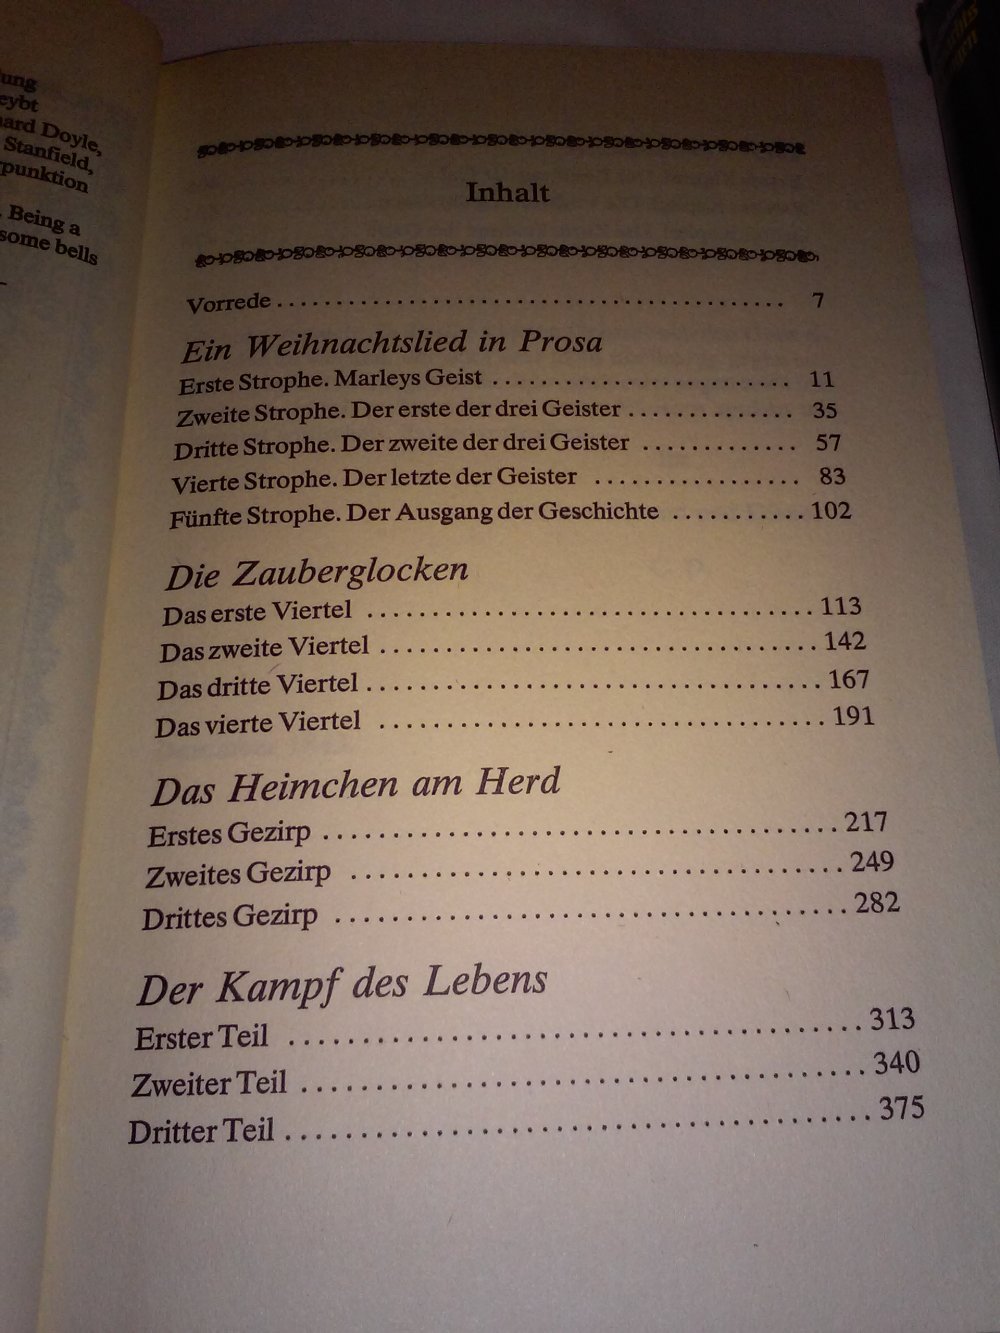 eybt
Doyle,
Stanfield,
punktion
Being a
some bells
Inhalt
Vorrede ........................................ 7
Ein Weihnachtslied in Prosa
Erste Strophe. Marleys Geist ......................... 11
Zweite Strophe. Der erste der drei Geister .............. 35
Dritte Strophe. Der zweite der drei Geister ............. 57
Vierte Strophe. Der letzte der Geister ................. 83
Fünfte Strophe. Der Ausgang der Geschichte ........... 102
Die Zauberglocken
Das erste Viertel .................................. 113
Das zweite Viertel ................................. 142
Das dritte Viertel .................................. 167
Das vierte Viertel .................................. 191
Das Heimchen am Herd
Erstes Gezirp ...................................... 217
Zweites Gezirp .................................... 249
Drittes Gezirp ..................................... 282
Der Kampf des Lebens
Erster Teil ....................................... 313
Zweiter Teil ...................................... 340
Dritter Teil ....................................... 375